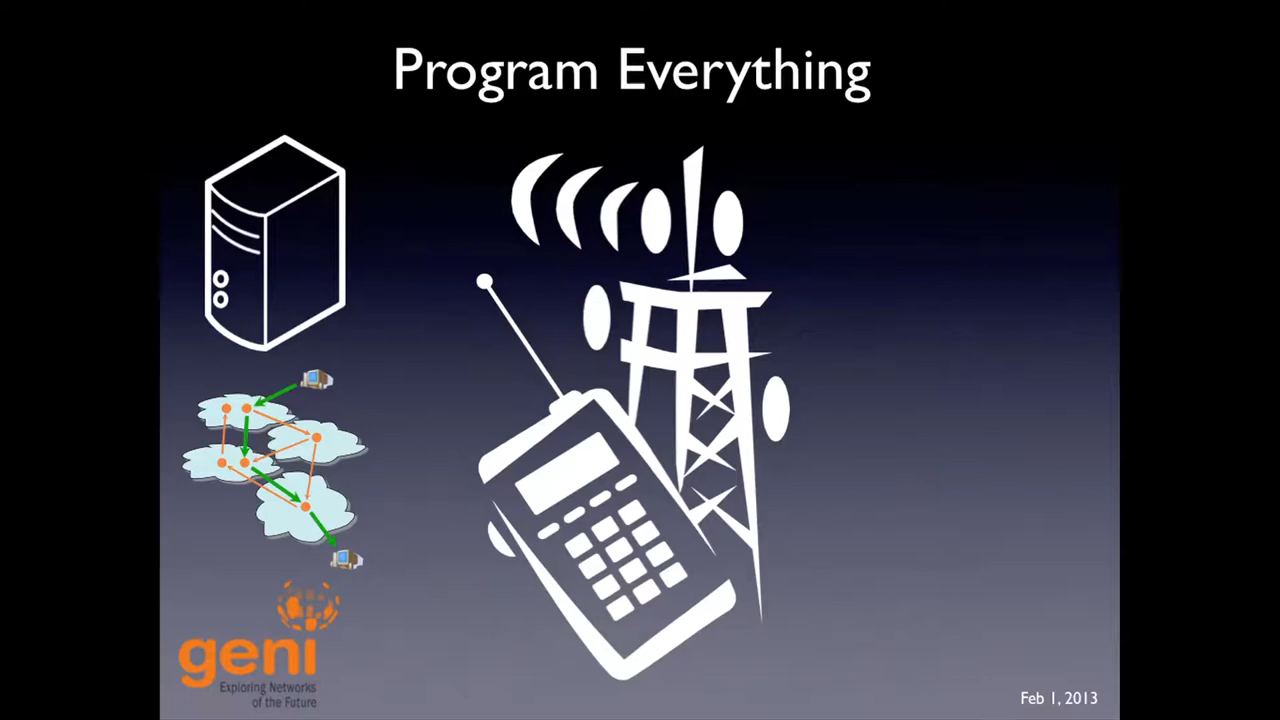 Program Everything
geni
Exploring Networks
of the Future
Feb 1, 2013